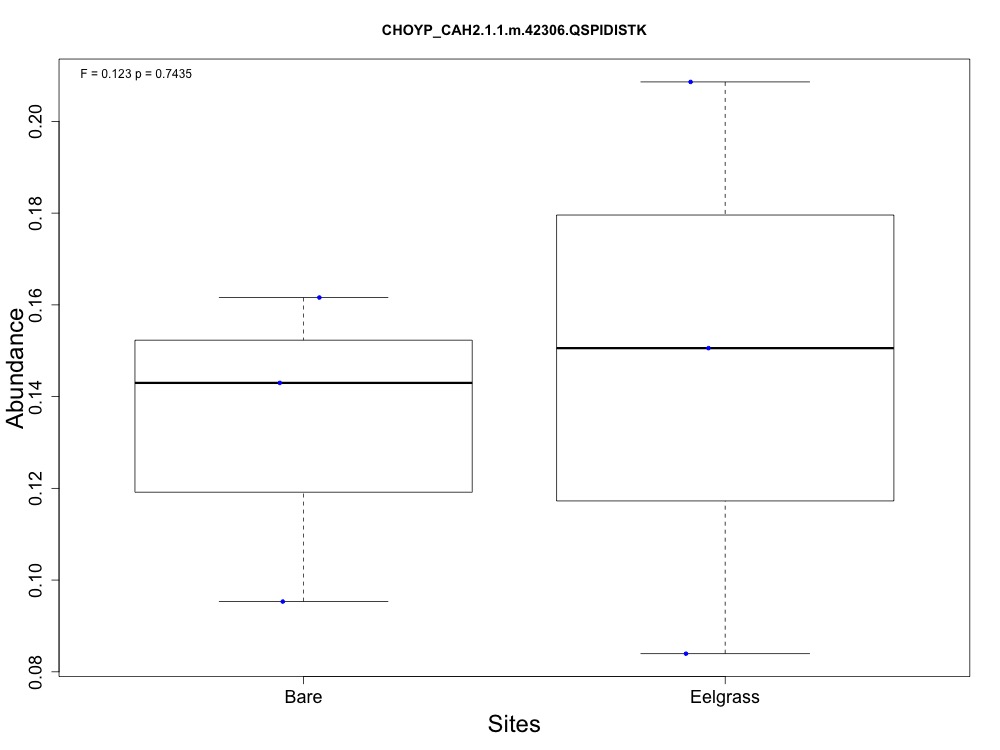 CHOYP_CAH2.1.1.m.42306.QSPIDISTK
F = 0.123 p = 0.7435
0.20
0.18
0.16
0.14
0.12
0.10
0.08
Abundance
Bare Eelgrass
Sites